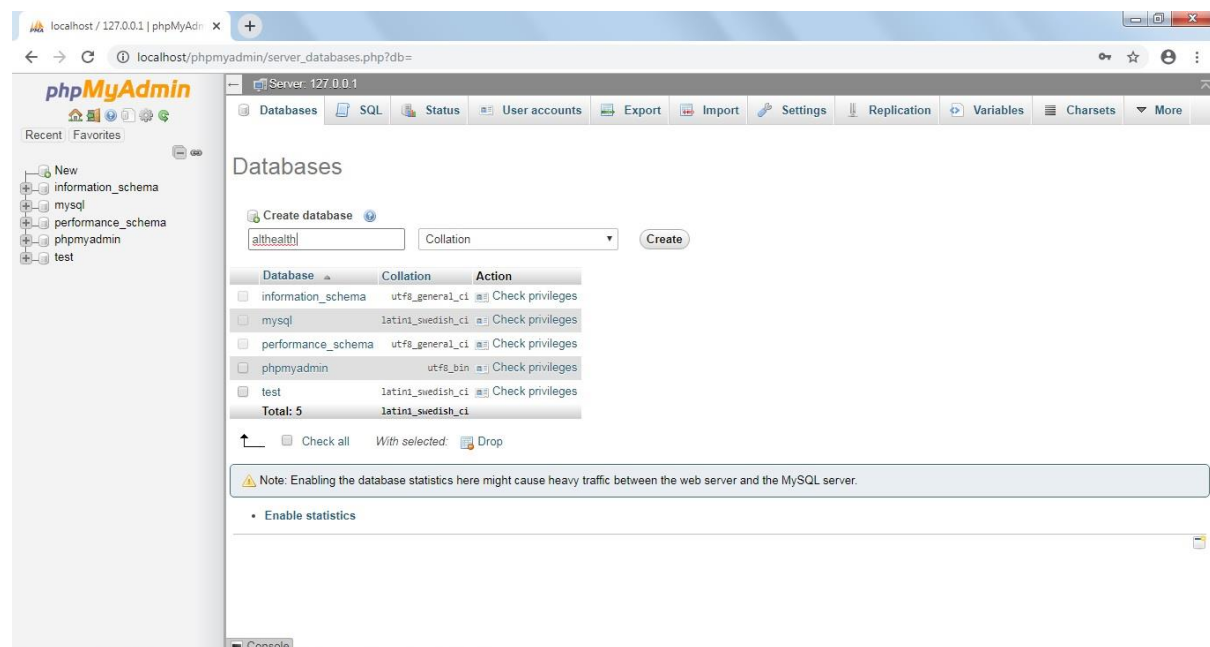 localhost / 127.0.0.1 | phpMyAdn
localhost/phpmyadmin/server_databases.php?db=
phpMyAdmin
Recent Favorites
New
information_schema
mysql
performance_schema
phpmyadmin
test
Server: 127.0.0.1
Databases SQL Status User accounts Export Import Settings Replication Variables Charsets More
Databases
Create database
althealth Collation Create
Database Collation Action
information_schema utf8_general_ci Check privileges
mysql latin1_swedish_ci Check privileges
performance_schema utf8_general_ci Check privileges
phpmyadmin utf8_bin Check privileges
test latin1_swedish_ci Check privileges
Total: 5 latin1_swedish_ci
Check all With selected: Drop
Note: Enabling the database statistics here might cause heavy traffic between the web server and the MySQL server.
• Enable statistics
Console